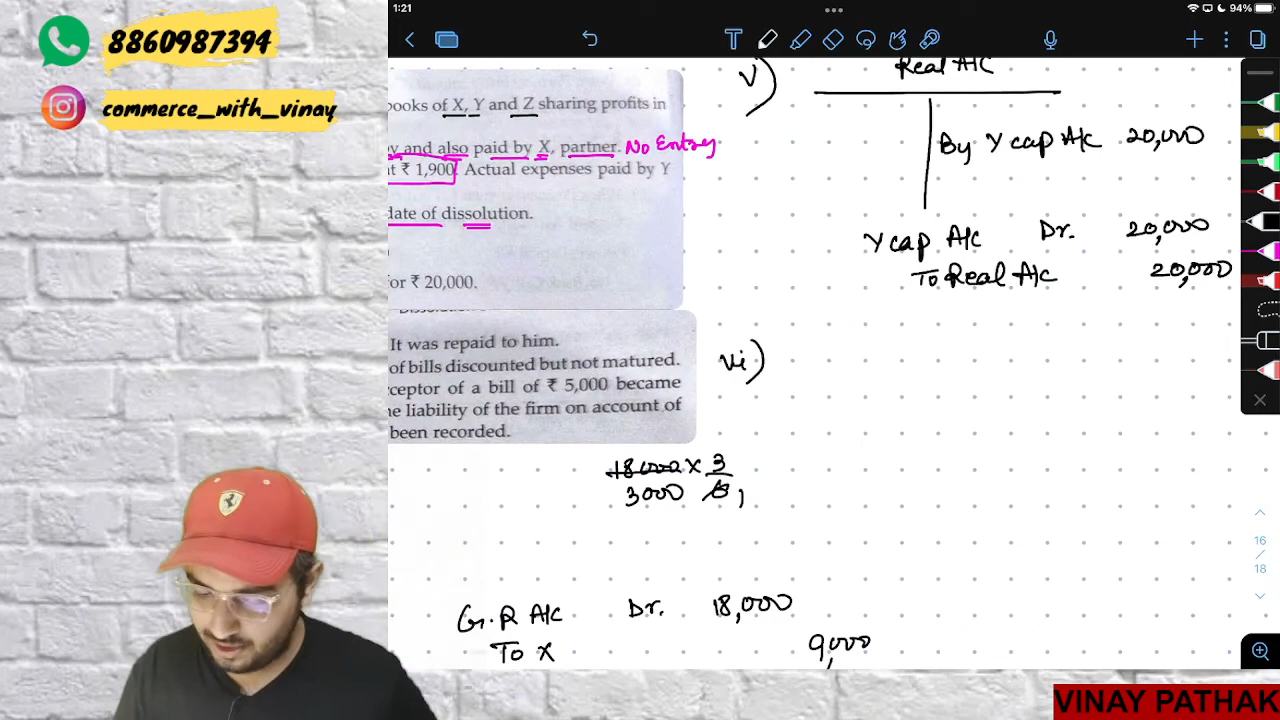 8860987394
commerce_with_vinay
1:21
94%
books of X, Y and Z sharing profits in
y and also paid by X, partner. No Entry
at ₹ 1,900. Actual expenses paid by Y
date of dissolution.
for ₹ 20,000.
It was repaid to him.
of bills discounted but not matured.
ceptor of a bill of ₹ 5,000 became
e liability of the firm on account of
been recorded.
v)
Real A/C
By Y cap A/C 20,000
Y cap A/C Dr. 20,000
To Real A/C 20,000
vi)
18000 x 3
3000 6 1
G.R A/C Dr. 18,000
To X 9,000
16
/
18
VINAY PATHAK